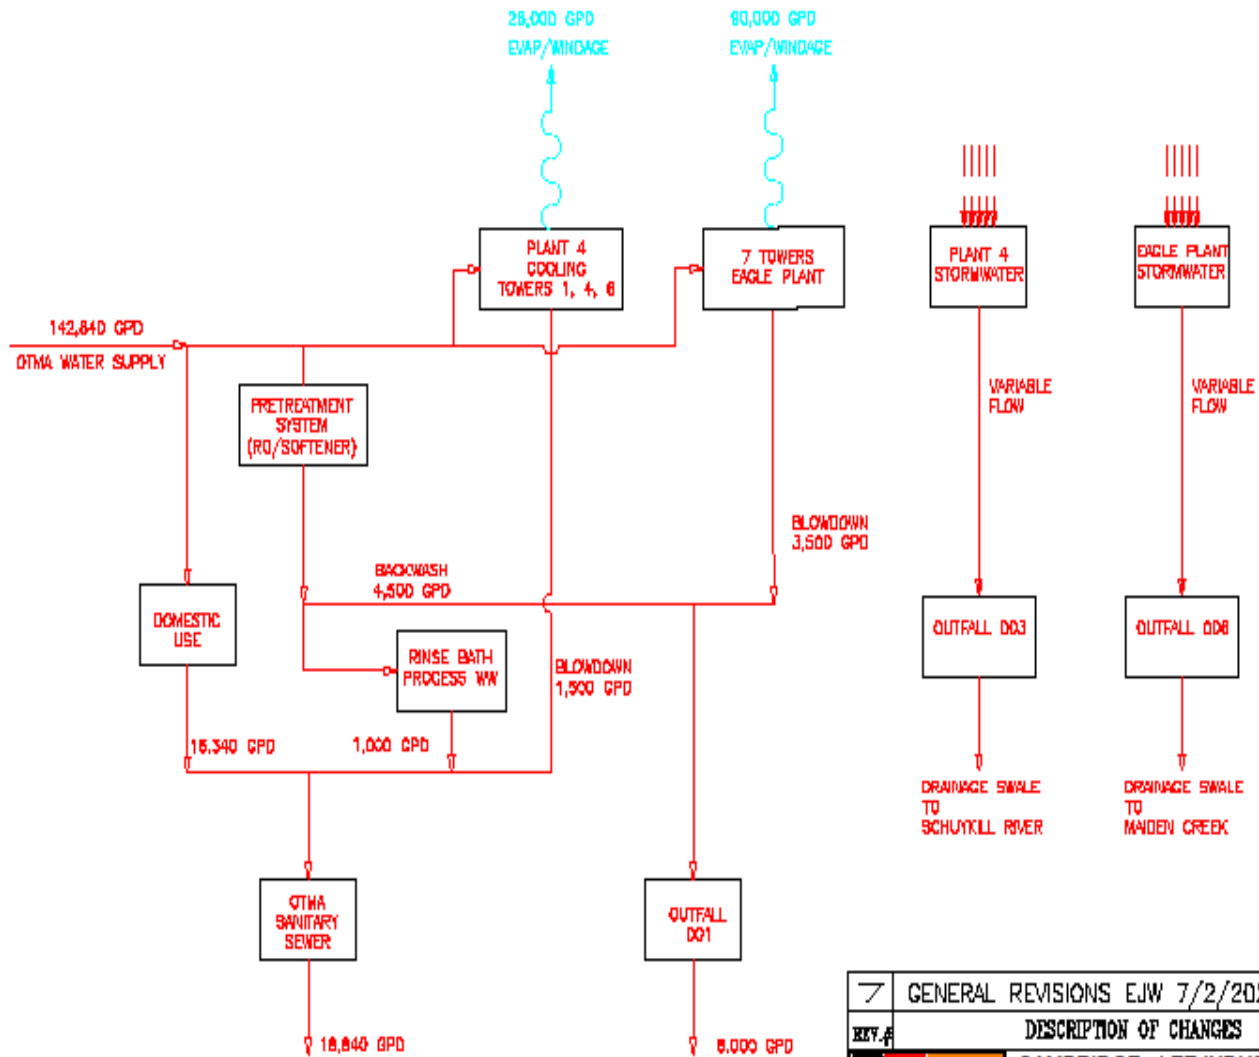 28,000 GPD
EVAP/WINDAGE
90,000 GPD
EVAP/WINDAGE
PLANT 4
COOLING
TOWERS 1, 4, 6
7 TOWERS
EAGLE PLANT
PLANT 4
STORMWATER
EAGLE PLANT
STORMWATER
142,840 GPD
OTMA WATER SUPPLY
PRETREATMENT
SYSTEM
(RO/SOFTENER)
VARIABLE
FLOW
VARIABLE
FLOW
BLOWDOWN
3,500 GPD
BACKWASH
4,500 GPD
DOMESTIC
USE
RINSE BATH
PROCESS WW
BLOWDOWN
1,500 GPD
OUTFALL 003
OUTFALL 006
16,340 GPD
1,000 GPD
DRAINAGE SWALE
TO
SCHUYKILL RIVER
DRAINAGE SWALE
TO
MAIDEN CREEK
OTMA
SANITARY
SEWER
OUTFALL
001
7 GENERAL REVISIONS EJW 7/2/20
REV.# DESCRIPTION OF CHANGES
18,840 GPD
8,000 GPD